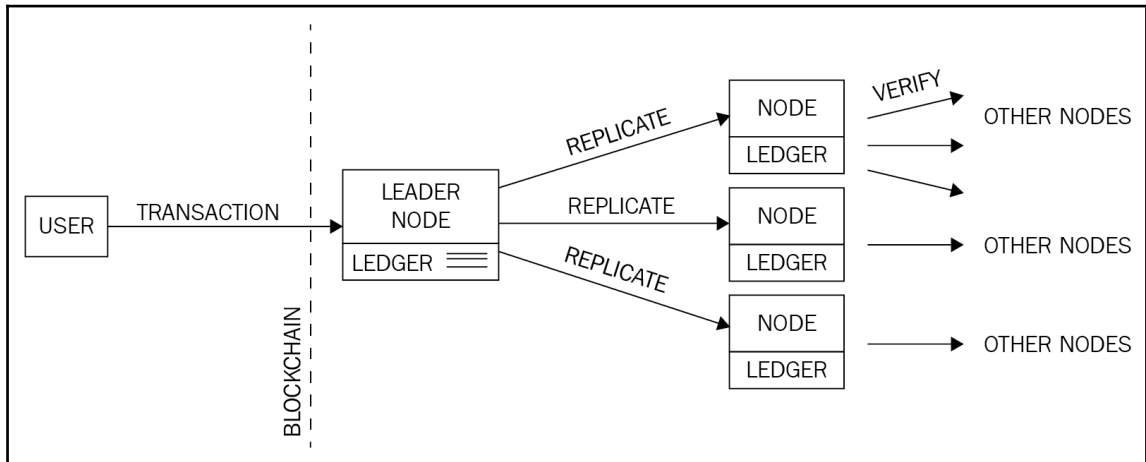 USER
TRANSACTION
BLOCKCHAIN
LEADER
NODE
LEDGER
REPLICATE
REPLICATE
REPLICATE
NODE
LEDGER
NODE
LEDGER
NODE
LEDGER
VERIFY
OTHER NODES
OTHER NODES
OTHER NODES